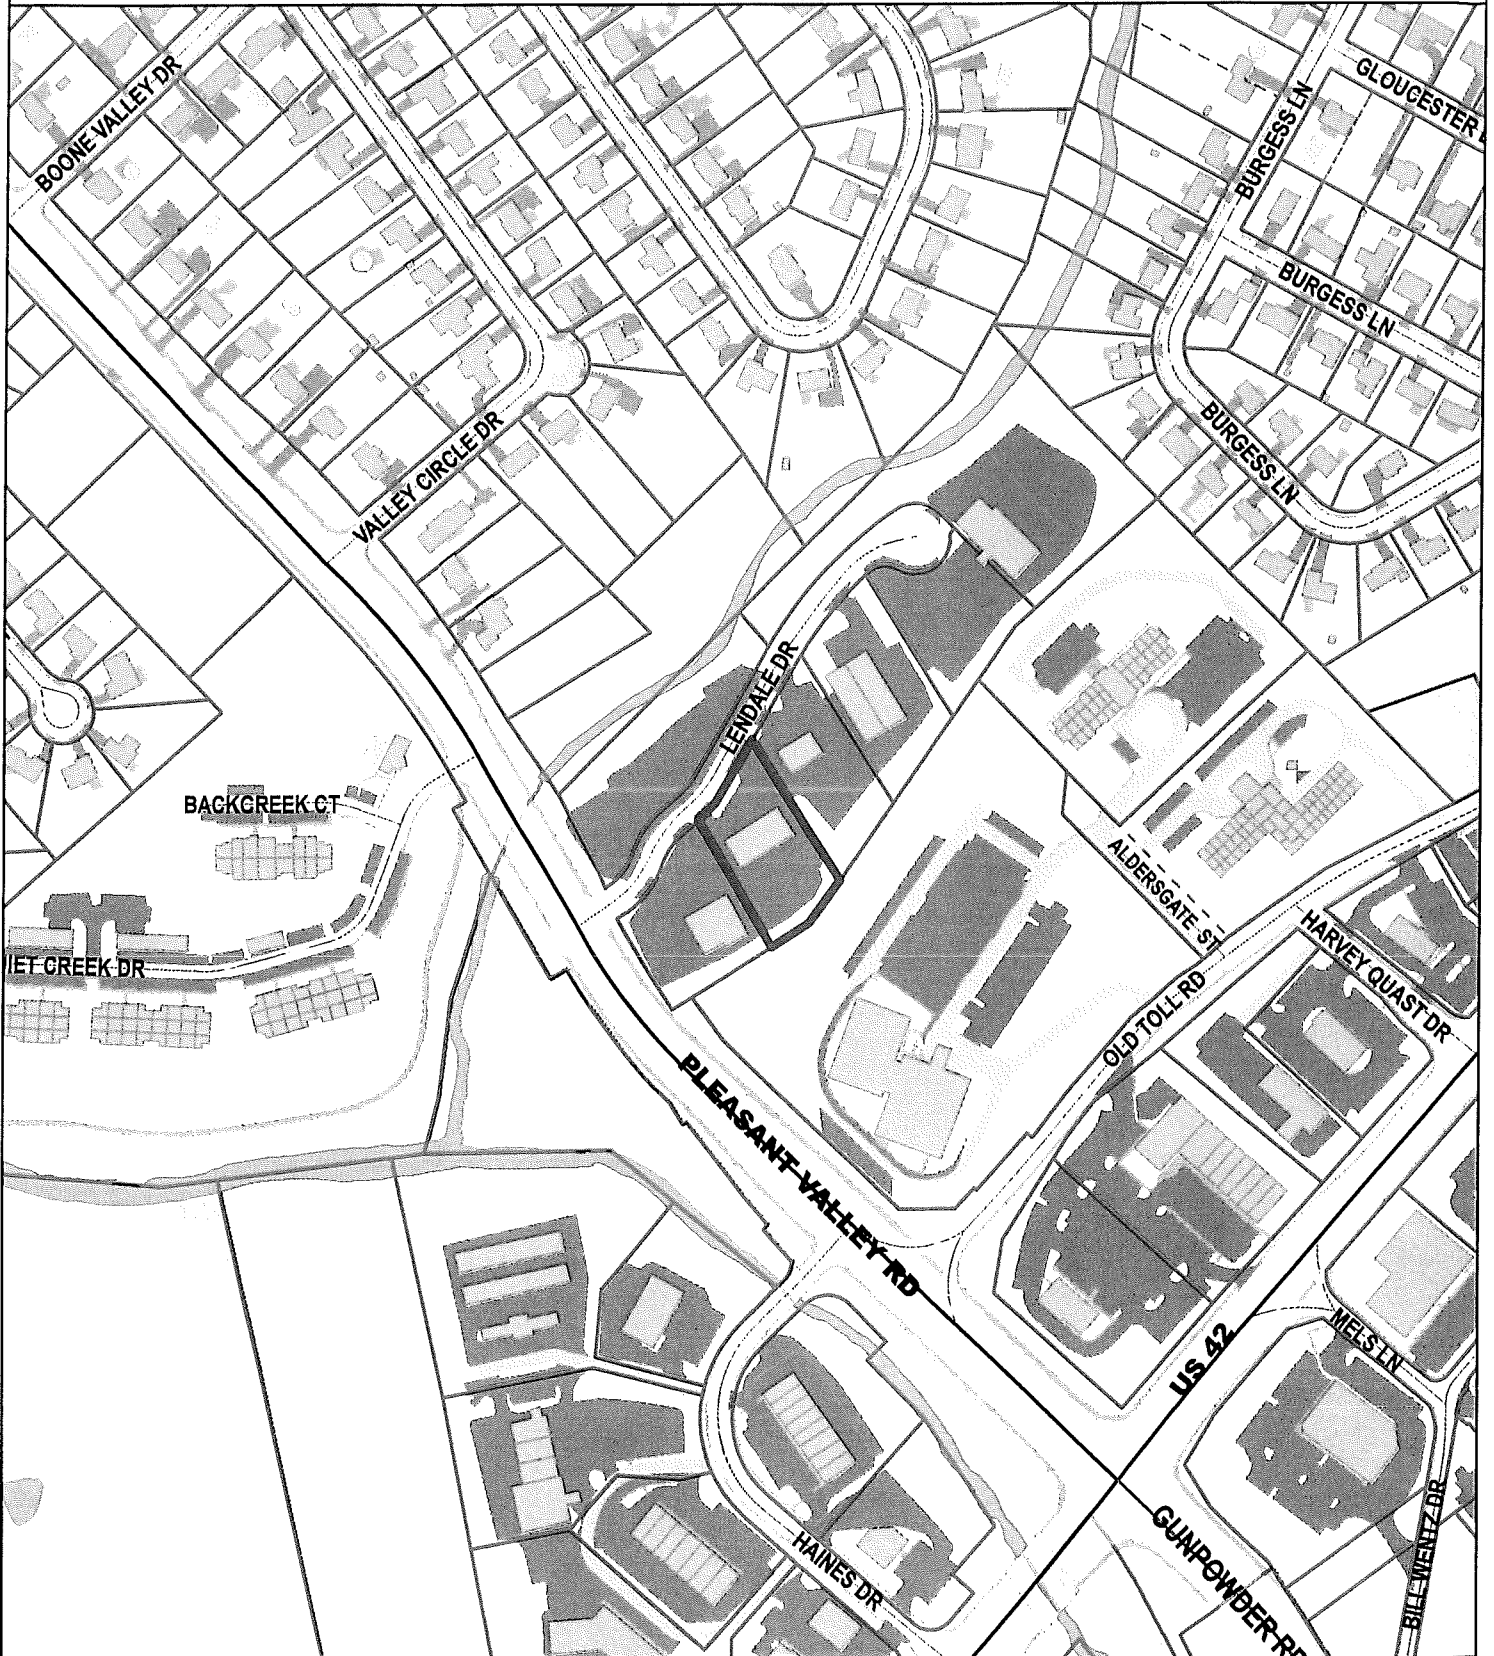 BOONE VALLEY DR
GLOUCESTER
BURGESS LN
BURGESS LN
BURGESS LN
VALLEY CIRCLE DR
LENDALE DR
BACKCREEK CT
ALDERSGATE ST
HARVEY QUAST DR
IET CREEK DR
OLD TOLL RD
PLEASANT VALLEY RD
US 42
MELS LN
HAINES DR
GUNPOWDER RD
BILL WENTZ DR